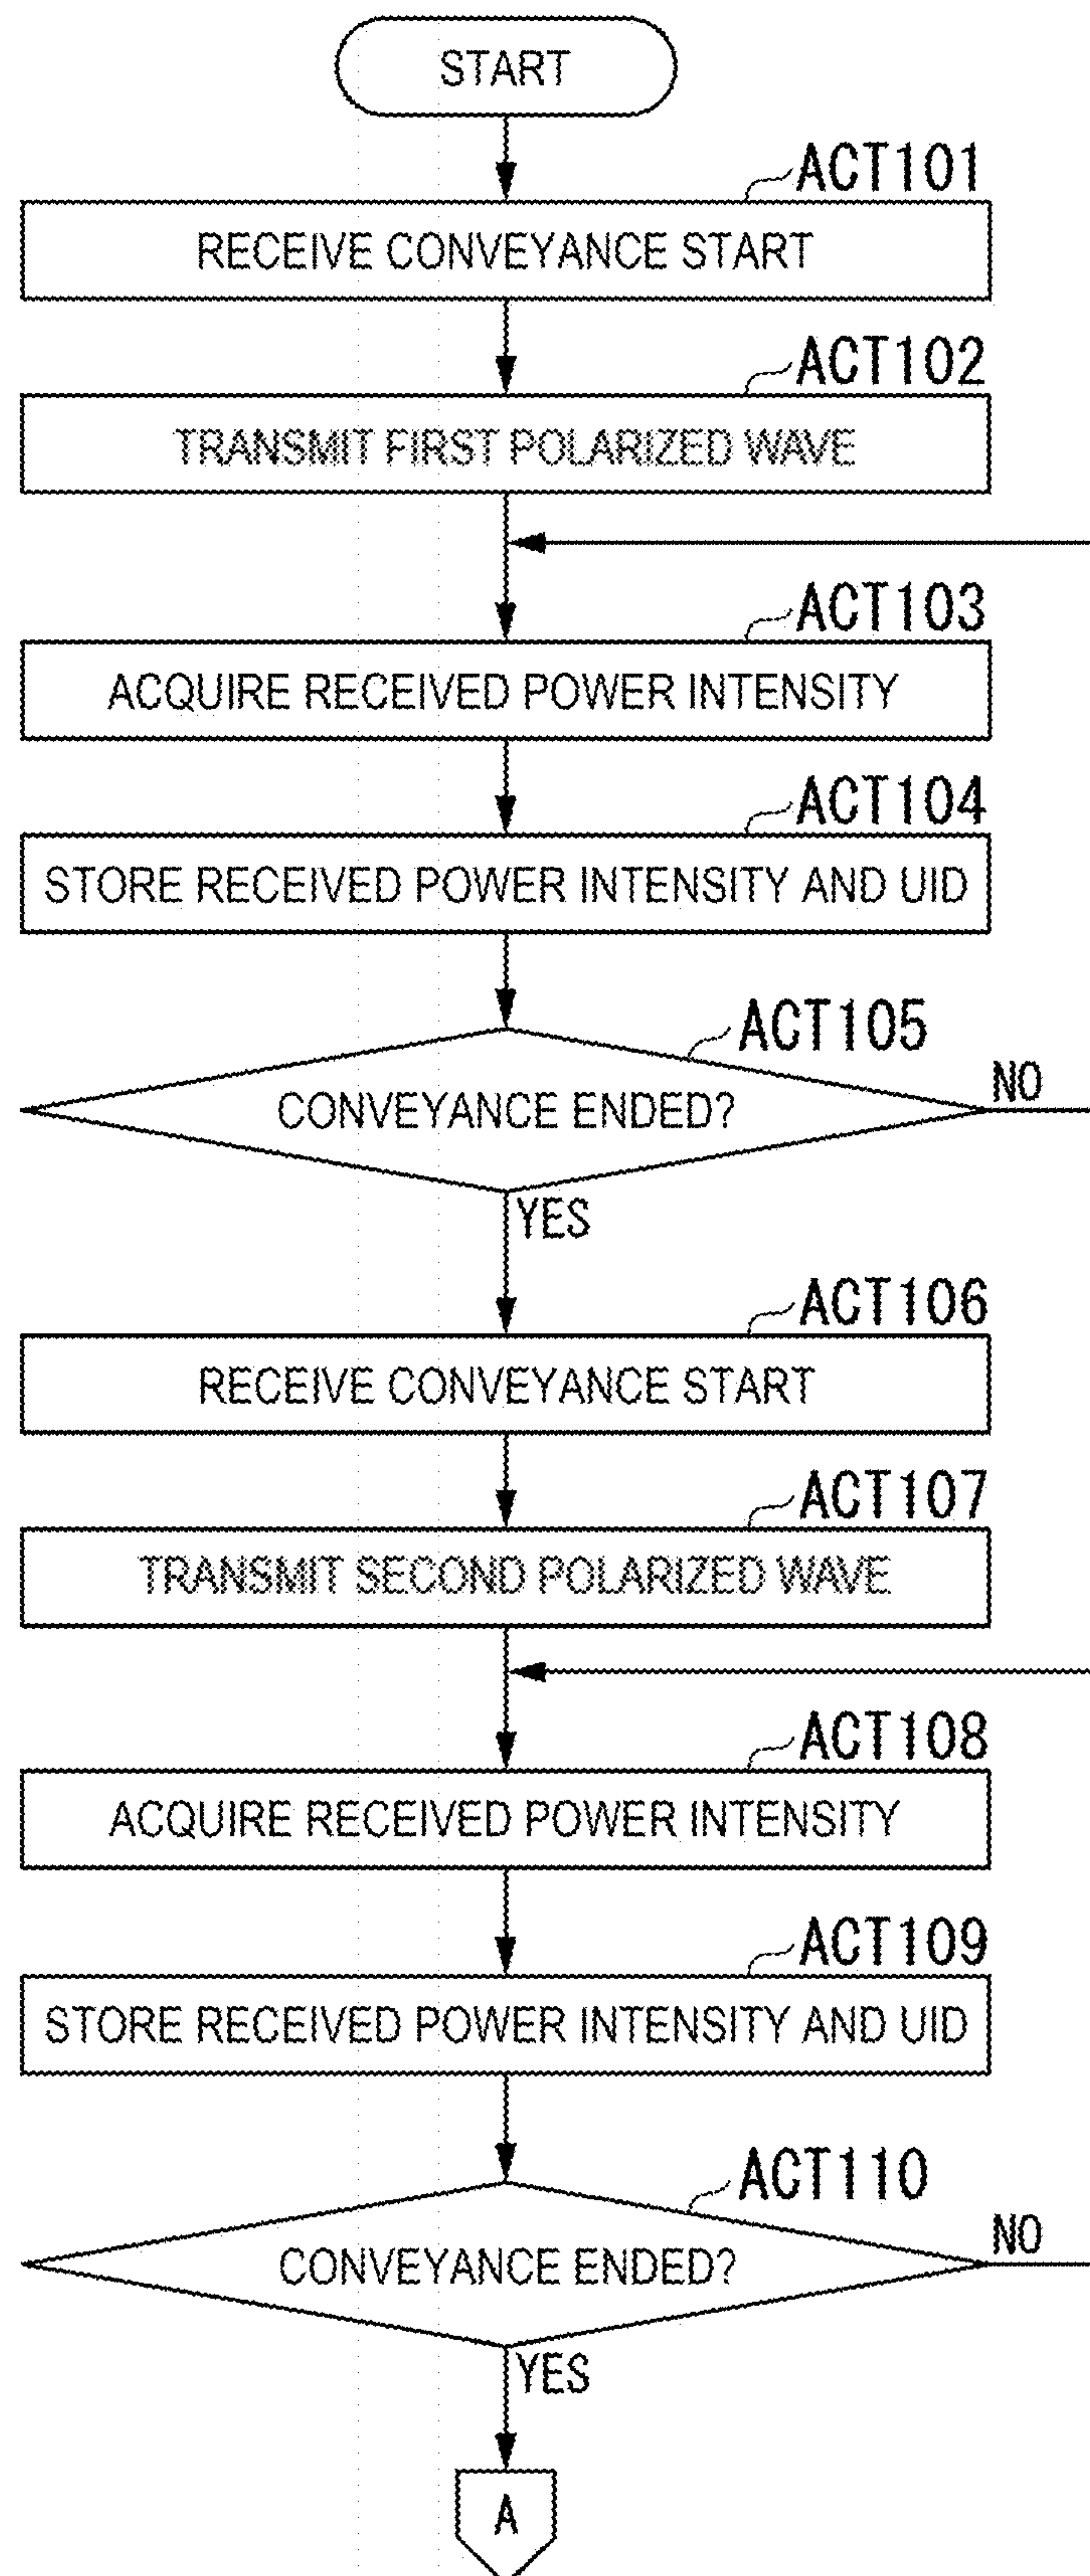 START
ACT101
RECEIVE CONVEYANCE START
ACT102
TRANSMIT FIRST POLARIZED WAVE
ACT103
ACQUIRE RECEIVED POWER INTENSITY
ACT104
STORE RECEIVED POWER INTENSITY AND UID
ACT105
CONVEYANCE ENDED?
NO
YES
ACT106
RECEIVE CONVEYANCE START
ACT107
TRANSMIT SECOND POLARIZED WAVE
ACT108
ACQUIRE RECEIVED POWER INTENSITY
ACT109
STORE RECEIVED POWER INTENSITY AND UID
ACT110
CONVEYANCE ENDED?
NO
YES
A